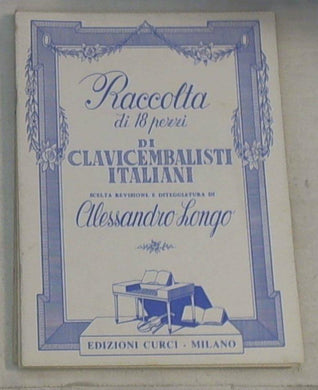 Raccolta
di 18 pezzi
DI
CLAVICEMBALISTI
ITALIANI
SCELTA REVISIONE E DITEGGIATURA DI
Alessandro Longo
EDIZIONI CURCI - MILANO